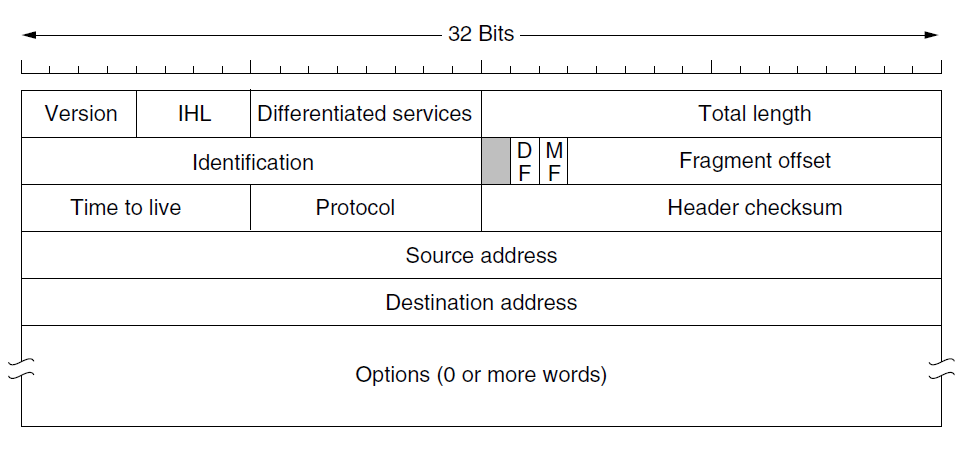 32 Bits
Version IHL Differentiated services Total length
Identification D F M F Fragment offset
Time to live Protocol Header checksum
Source address
Destination address
Options (0 or more words)